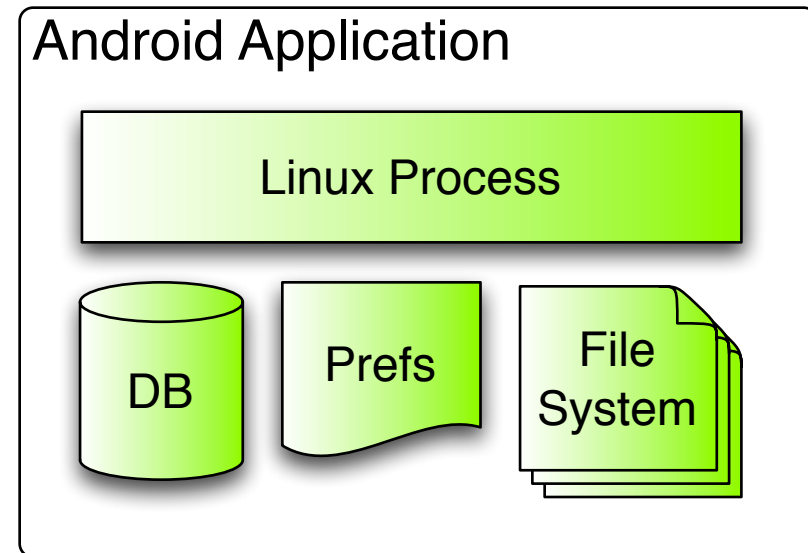 Android Application
Linux Process
DB
Prefs
File
System